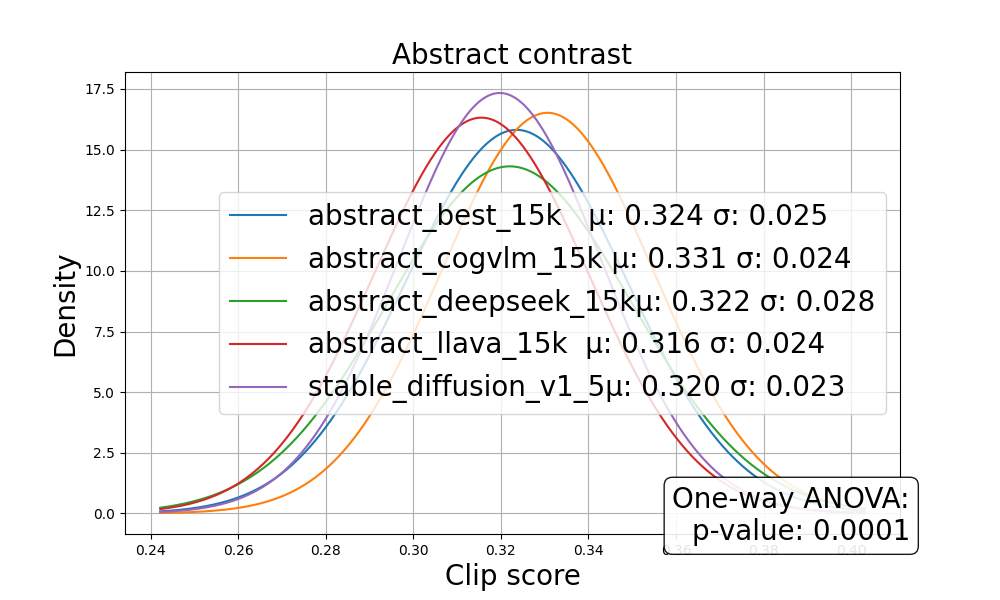 Abstract contrast
Density
17.5
15.0
12.5
10.0
7.5
5.0
2.5
0.0
abstract_best_15k μ: 0.324 σ: 0.025
abstract_cogvlm_15k μ: 0.331 σ: 0.024
abstract_deepseek_15kμ: 0.322 σ: 0.028
abstract_llava_15k μ: 0.316 σ: 0.024
stable_diffusion_v1_5μ: 0.320 σ: 0.023
One-way ANOVA:
p-value: 0.0001
0.24 0.26 0.28 0.30 0.32 0.34 0.36 0.38 0.40
Clip score